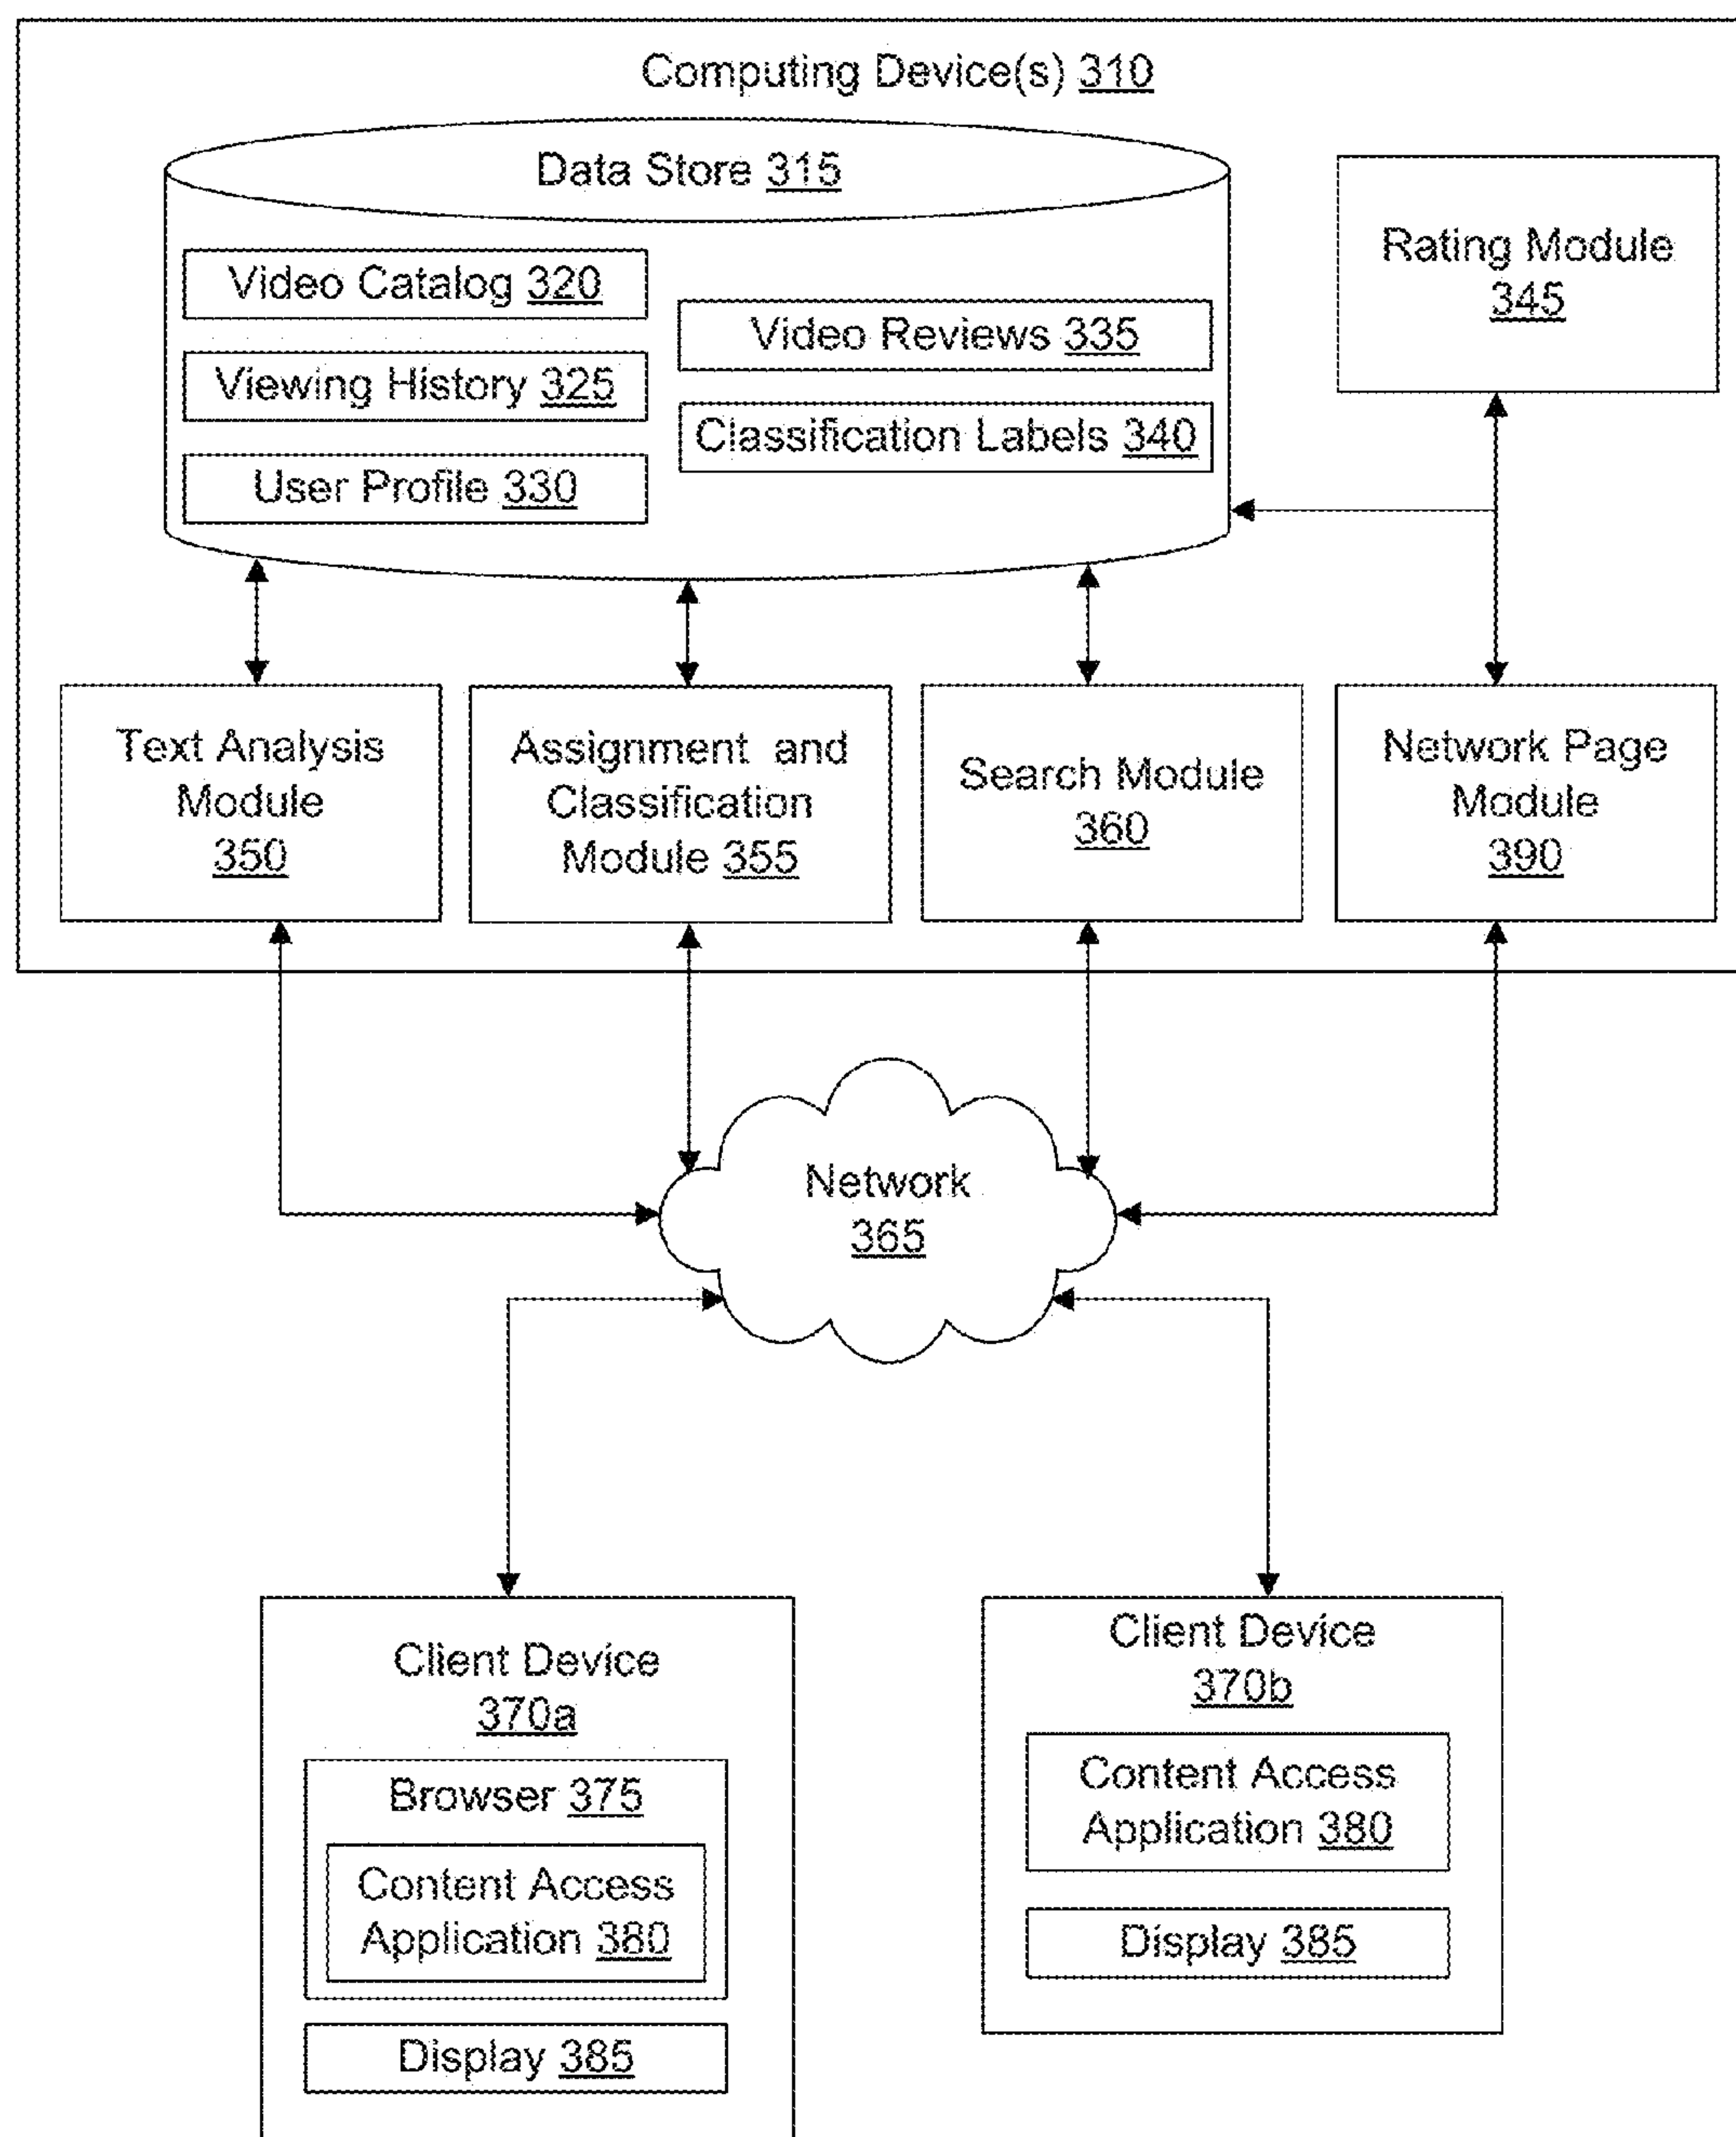 Computing Device(s) 310
Data Store 315
Video Catalog 320
Viewing History 325
User Profile 330
Video Reviews 335
Classification Labels 340
Rating Module
345
Text Analysis
Module
350
Assignment and
Classification
Module 355
Search Module
360
Network Page
Module
390
Network
365
Client Device
370a
Browser 375
Content Access
Application 380
Display 385
Client Device
370b
Content Access
Application 380
Display 385